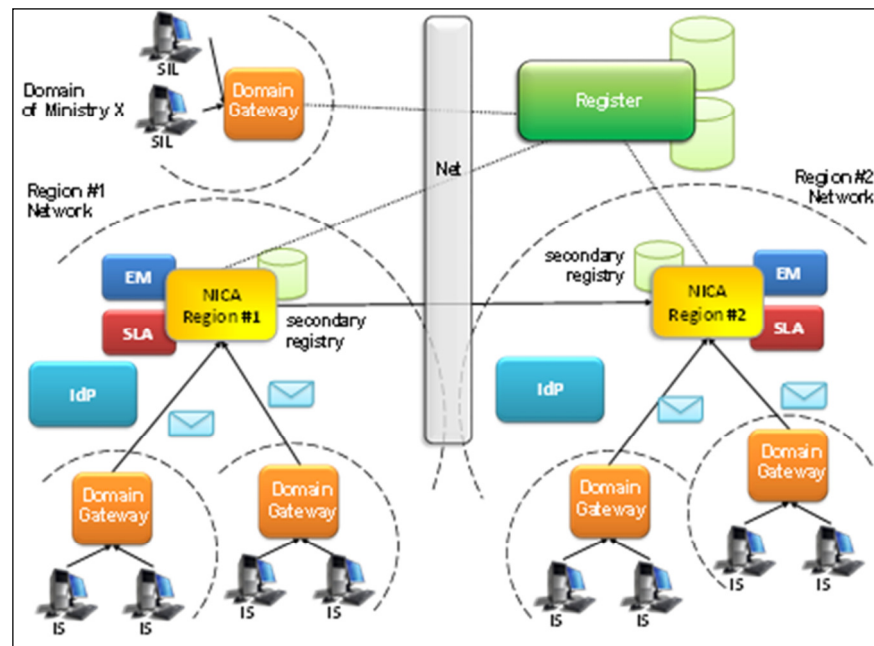 SIL
Domain
of Ministry X
Domain
Gateway
SIL
Register
Net
Region #1
Network
Region #2
Network
EM
NICA
Region #1
SLA
secondary
registry
secondary
registry
NICA
Region #2
EM
SLA
IdP
IdP
Domain
Gateway
Domain
Gateway
Domain
Gateway
Domain
Gateway
IS
IS
IS
IS
IS
IS
IS
IS